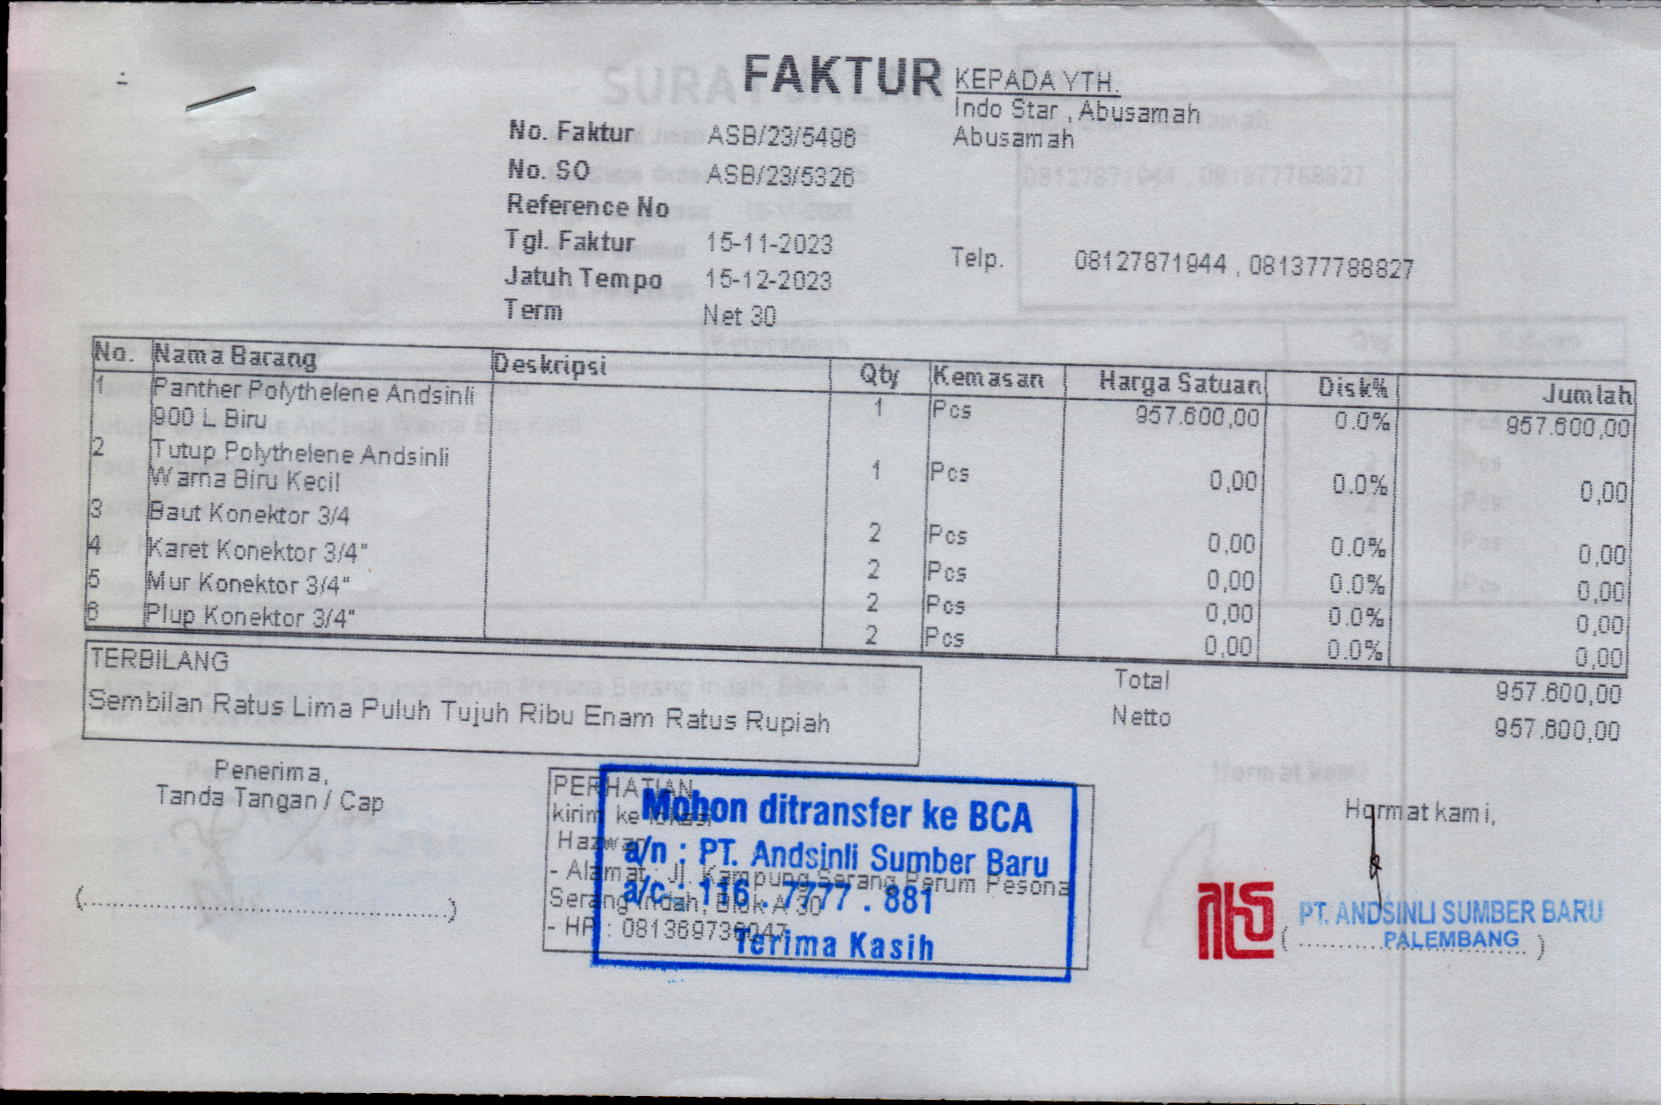 FAKTUR
KEPADA YTH.
Indo Star , Abusamah
Abusamah
No. Faktur ASB/23/5496
No. SO ASB/23/5326
Reference No
Tgl. Faktur 15-11-2023
Jatuh Tempo 15-12-2023
Term Net 30
Telp. 08127871944 , 081377788827
No. Nama Barang Deskripsi Qty Kemasan Harga Satuan Disk% Jumlah
1 Panther Polythelene Andsinli 1 Pcs 957.600,00 0.0% 957.600,00
900 L Biru
2 Tutup Polythelene Andsinli 1 Pcs 0,00 0.0% 0,00
Warna Biru Kecil
3 Baut Konektor 3/4 2 Pcs 0,00 0.0% 0,00
4 Karet Konektor 3/4" 2 Pcs 0,00 0.0% 0,00
5 Mur Konektor 3/4" 2 Pcs 0,00 0.0% 0,00
6 Plup Konektor 3/4" 2 Pcs 0,00 0.0% 0,00
TERBILANG
Sembilan Ratus Lima Puluh Tujuh Ribu Enam Ratus Rupiah
Total 957.600,00
Netto 957.600,00
Penerima,
Tanda Tangan / Cap
(..............................................)
PERHATIAN
kirim ke lokasi
- Alamat : Jl. Kampung Serang Perum Pesona
Serang Indah, Blok A 30
- HP :
Mohon ditransfer ke BCA
a/n : PT. Andsinli Sumber Baru
a/c : 116 . 7777 . 881
Terima Kasih
Hormat kami,
PT. ANDSINLI SUMBER BARU
PALEMBANG